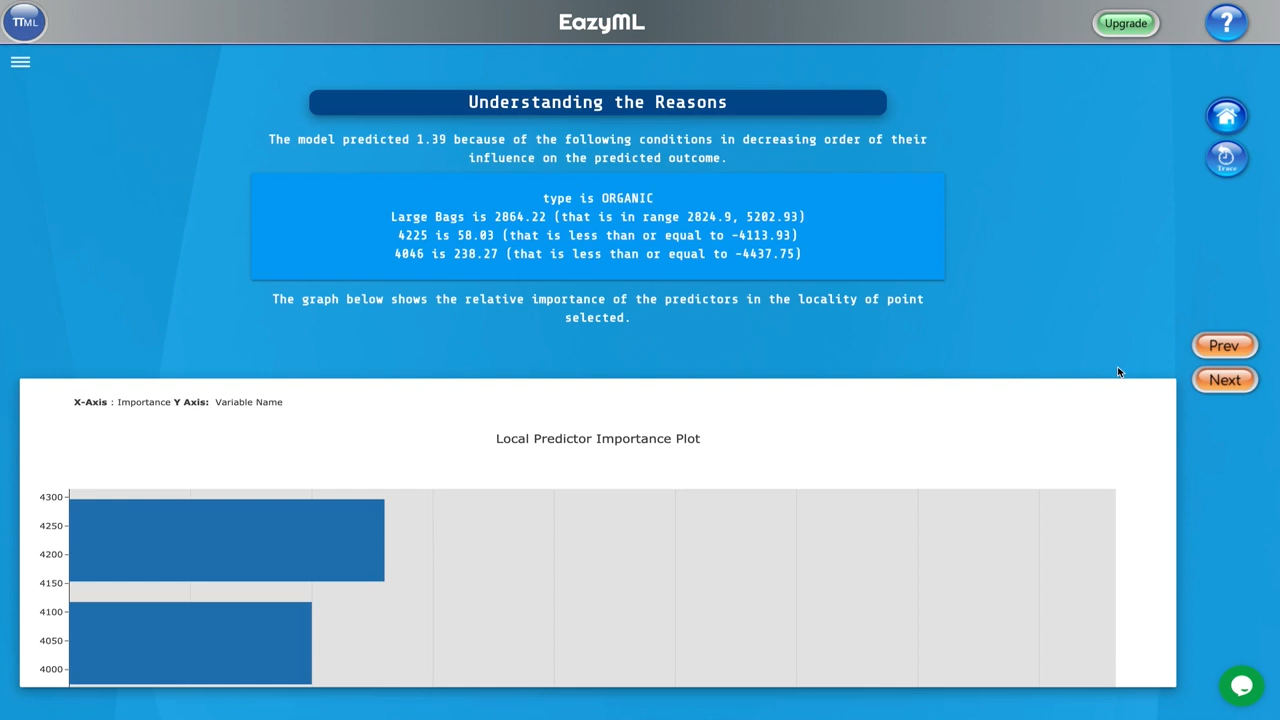 TTML
EazyML
Upgrade
?
Understanding the Reasons
The model predicted 1.39 because of the following conditions in decreasing order of their
influence on the predicted outcome.
Trace
type is ORGANIC
Large Bags is 2864.22 (that is in range 2824.9, 5202.93)
4225 is 58.03 (that is less than or equal to -4113.93)
4046 is 238.27 (that is less than or equal to -4437.75)
The graph below shows the relative importance of the predictors in the locality of point
selected.
Prev
Next
X-Axis : Importance Y Axis: Variable Name
Local Predictor Importance Plot
4300
4250
4200
4150
4100
4050
4000